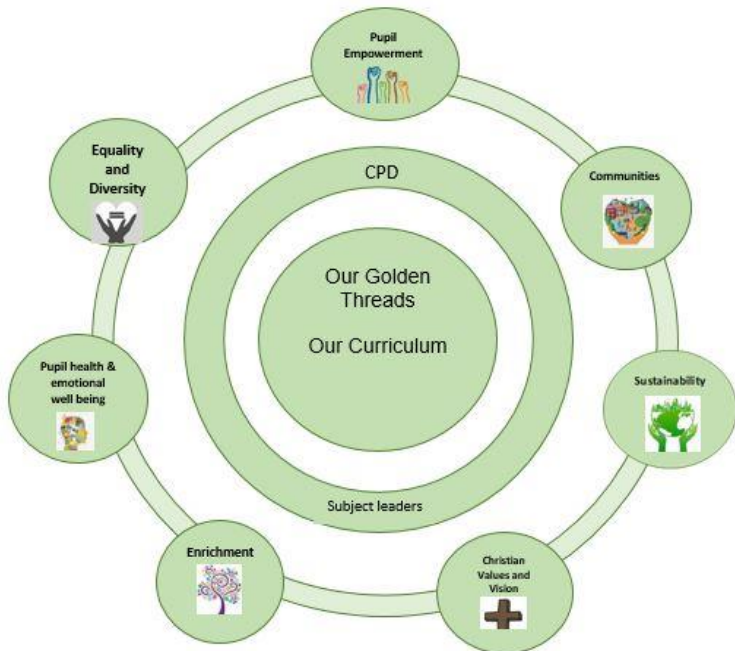 Pupil
Empowerment
Equality
and
Diversity
CPD
Communities
Our Golden
Threads
Our Curriculum
Pupil health &
emotional
well being
Sustainability
Subject leaders
Enrichment
Christian
Values and
Vision